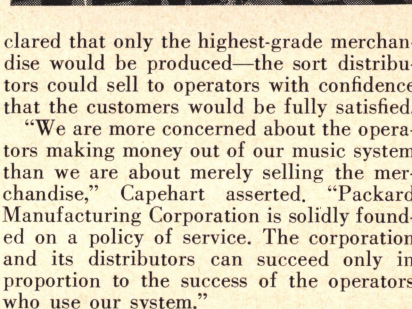 clared that only the highest-grade merchan-
dise would be produced—the sort distribu-
tors could sell to operators with confidence
that the customers would be fully satisfied.
"We are more concerned about the opera-
tors making money out of our music system
than we are about merely selling the mer-
chandise," Capehart asserted. "Packard
Manufacturing Corporation is solidly found-
ed on a policy of service. The corporation
and its distributors can succeed only in
proportion to the success of the operators
who use our system."